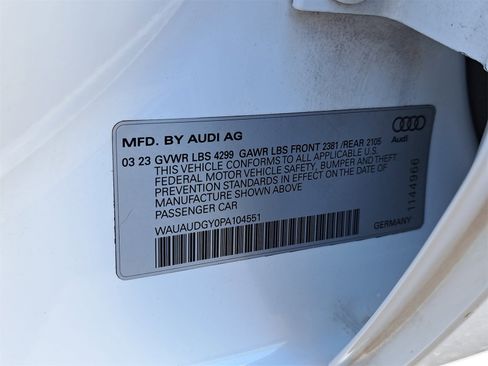 MFD. BY AUDI AG
03 23 GVWR LBS 4299 GAWR LBS FRONT 2381/REAR 2105
THIS VEHICLE CONFORMS TO ALL APPLICABLE U.S.
FEDERAL MOTOR VEHICLE SAFETY, BUMPER AND THEFT
PREVENTION STANDARDS IN EFFECT ON THE DATE OF
MANUFACTURE SHOWN ABOVE
PASSENGER CAR
WAUAUDGY0PA104551
Audi
1144966
GERMANY